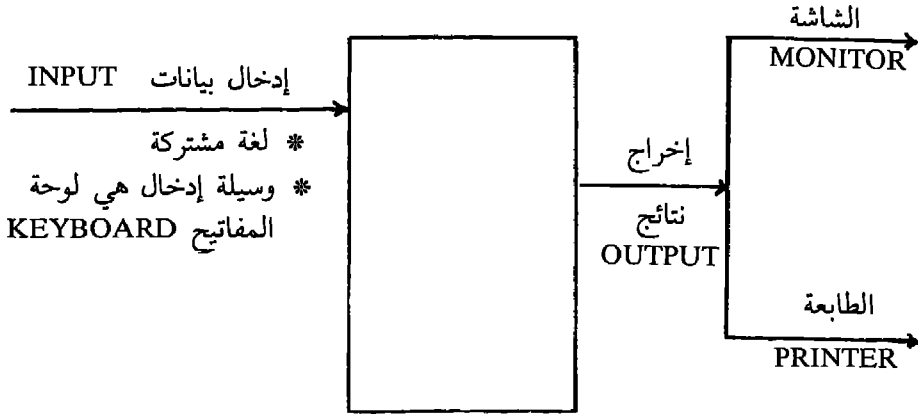 إدخال بيانات INPUT
* لغة مشتركة
* وسيلة إدخال هي لوحة
المفاتيح KEYBOARD
إخراج
نتائج
OUTPUT
الشاشة
MONITOR
الطابعة
PRINTER